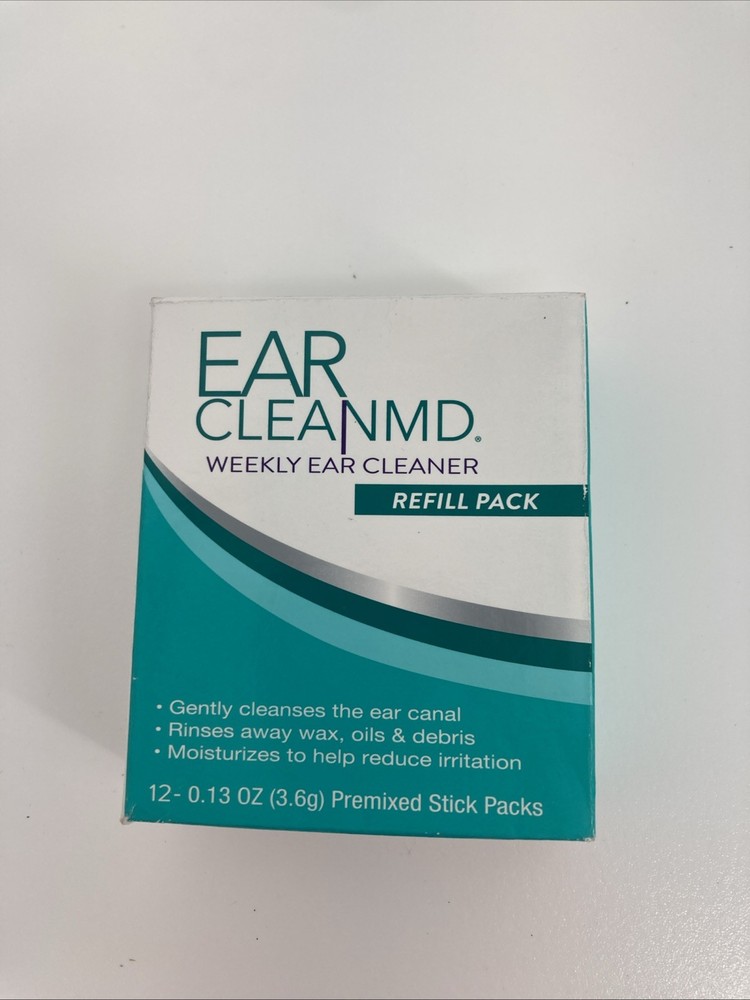 EAR
CLEANMD®
WEEKLY EAR CLEANER
REFILL PACK
• Gently cleanses the ear canal
• Rinses away wax, oils & debris
• Moisturizes to help reduce irritation
12- 0.13 OZ (3.6g) Premixed Stick Packs